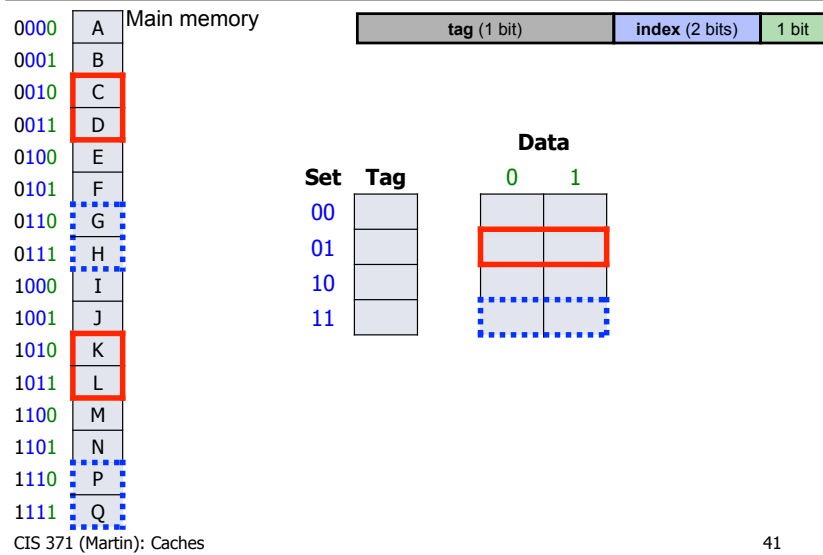 Main memory
tag (1 bit) index (2 bits) 1 bit
0000 A
0001 B
0010 C
0011 D
0100 E
0101 F
0110 G
0111 H
1000 I
1001 J
1010 K
1011 L
1100 M
1101 N
1110 P
1111 Q
Data
Set Tag 0 1
00
01
10
11
CIS 371 (Martin): Caches 41